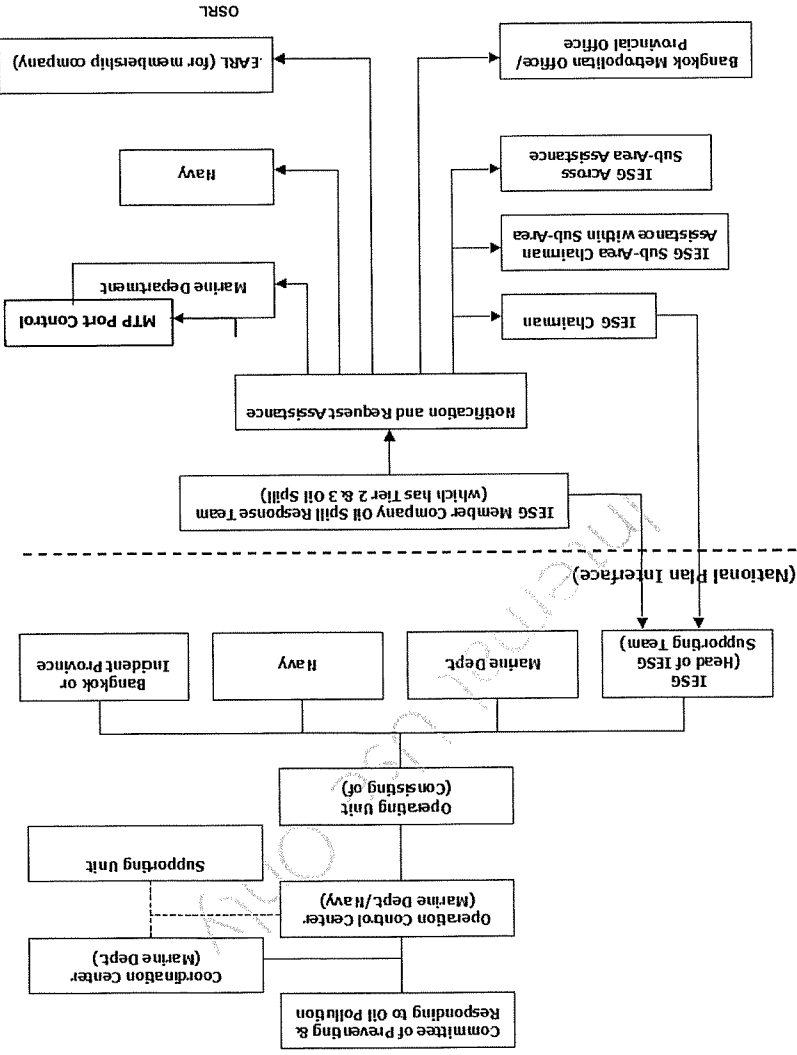 Committee of Preventing &
Responding to Oil Pollution
Coordination Center
(Marine Dept.)
Operation Control Center
(Marine Dept./Navy)
Supporting Unit
Operating Unit
(Consisting of)
IESG
(Head of IESG
Supporting Team)
Marine Dept.
Navy
Bangkok or
Incident Province
(National Plan Interface)
IESG Member Company Oil Spill Response Team
(which has Tier 2 & 3 Oil Spill)
Notification and Request Assistance
IESG Chairman
MTP Port Control
Marine Department
IESG Sub-Area Chairman
Assistance within Sub-Area
IESG Across
Sub-Area Assistance
Navy
Bangkok Metropolitan Office/
Provincial Office
EARL (for membership company)
OSRL
Internal use only